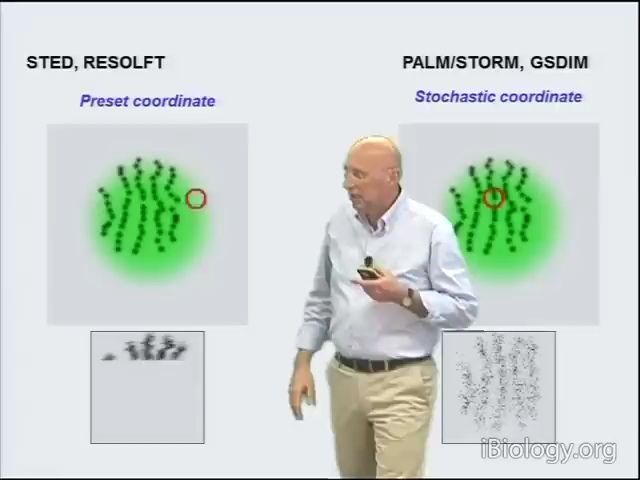 STED, RESOLFT
PALM/STORM, GSDIM
Preset coordinate
Stochastic coordinate
iBiology.org